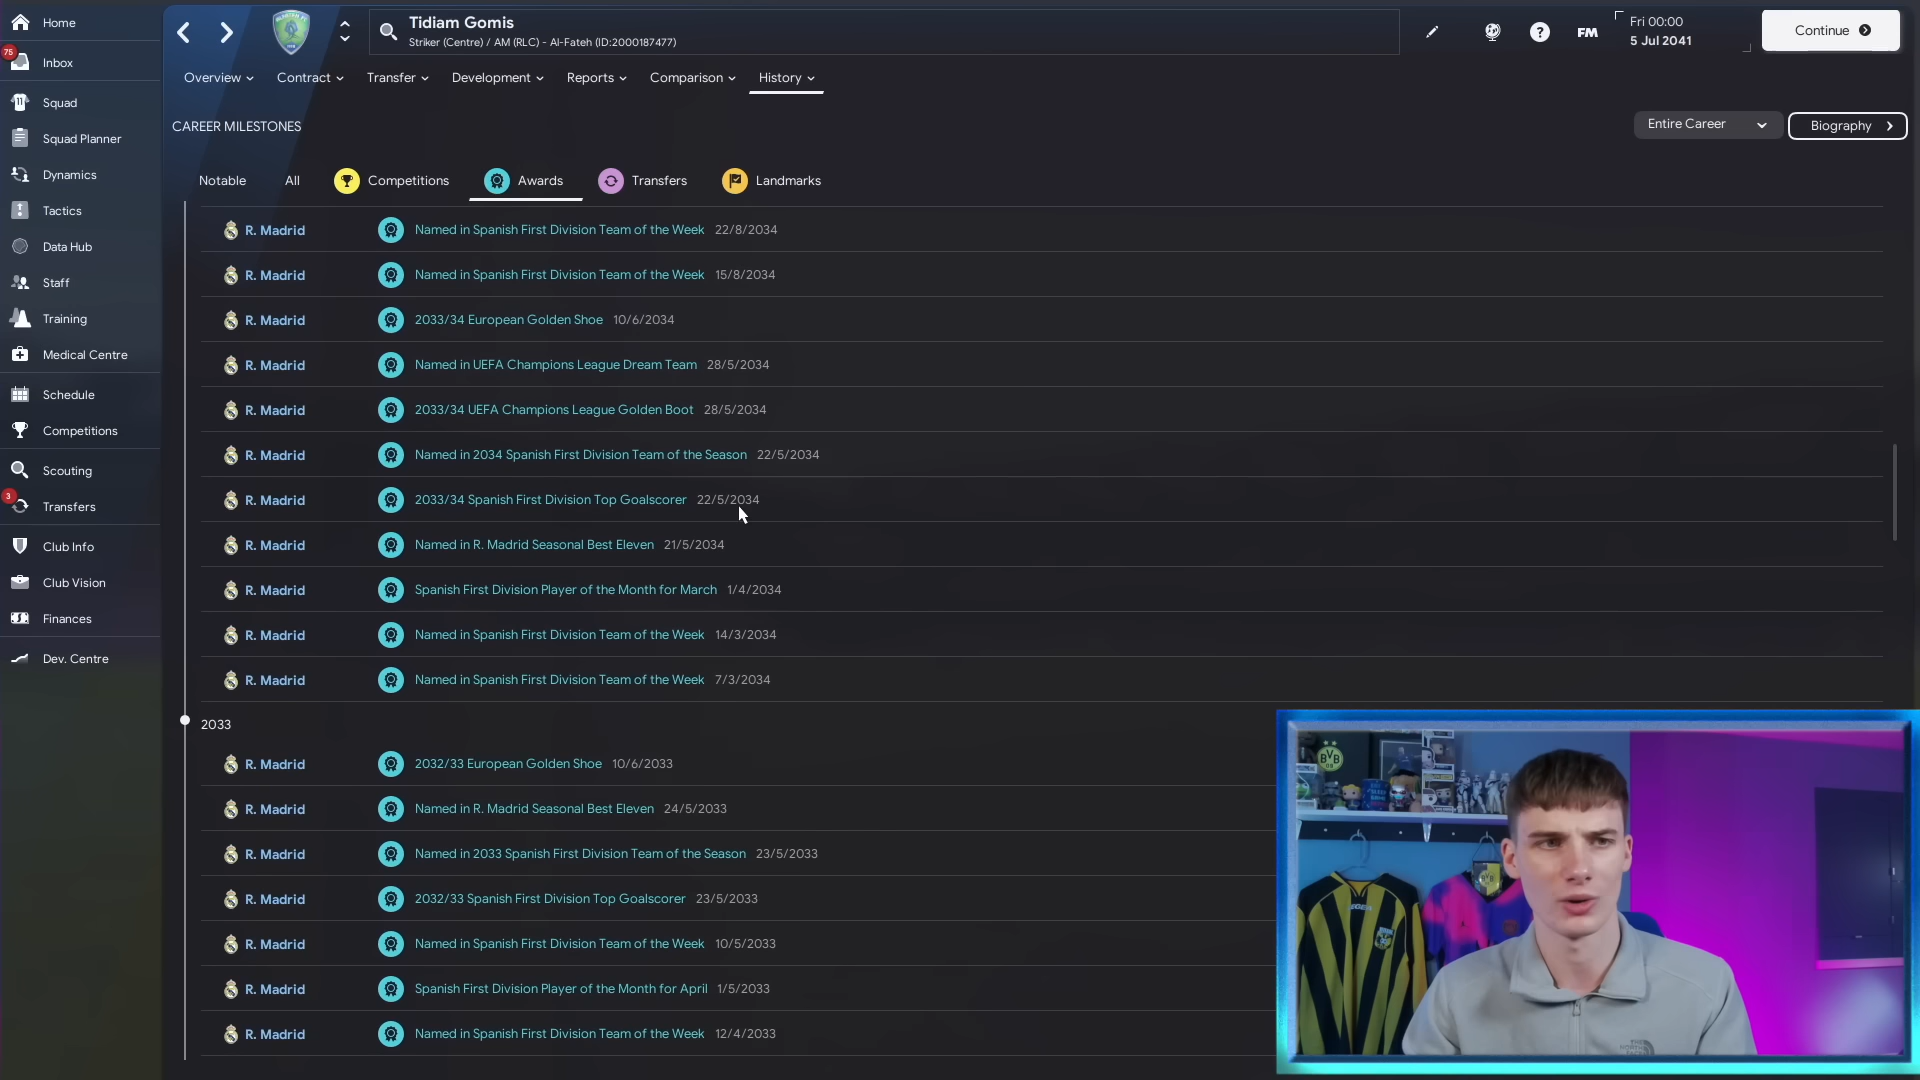 Home
75
Inbox
Squad
Squad Planner
Dynamics
Tactics
Data Hub
Staff
Training
Medical Centre
Schedule
Competitions
Scouting
3
Transfers
Club Info
Club Vision
Finances
Dev. Centre
Tidiam Gomis
Striker (Centre) / AM (RLC) - Al-Fateh (ID:2000187477)
FM
Fri 00:00
5 Jul 2041
Continue
Overview
Contract
Transfer
Development
Reports
Comparison
History
CAREER MILESTONES
Entire Career
Biography
Notable
All
Competitions
Awards
Transfers
Landmarks
R. Madrid Named in Spanish First Division Team of the Week 22/8/2034
R. Madrid Named in Spanish First Division Team of the Week 15/8/2034
R. Madrid 2033/34 European Golden Shoe 10/6/2034
R. Madrid Named in UEFA Champions League Dream Team 28/5/2034
R. Madrid 2033/34 UEFA Champions League Golden Boot 28/5/2034
R. Madrid Named in 2034 Spanish First Division Team of the Season 22/5/2034
R. Madrid 2033/34 Spanish First Division Top Goalscorer 22/5/2034
R. Madrid Named in R. Madrid Seasonal Best Eleven 21/5/2034
R. Madrid Spanish First Division Player of the Month for March 1/4/2034
R. Madrid Named in Spanish First Division Team of the Week 14/3/2034
R. Madrid Named in Spanish First Division Team of the Week 7/3/2034
2033
R. Madrid 2032/33 European Golden Shoe 10/6/2033
R. Madrid Named in R. Madrid Seasonal Best Eleven 24/5/2033
R. Madrid Named in 2033 Spanish First Division Team of the Season 23/5/2033
R. Madrid 2032/33 Spanish First Division Top Goalscorer 23/5/2033
R. Madrid Named in Spanish First Division Team of the Week 10/5/2033
R. Madrid Spanish First Division Player of the Month for April 1/5/2033
R. Madrid Named in Spanish First Division Team of the Week 12/4/2033
BVB